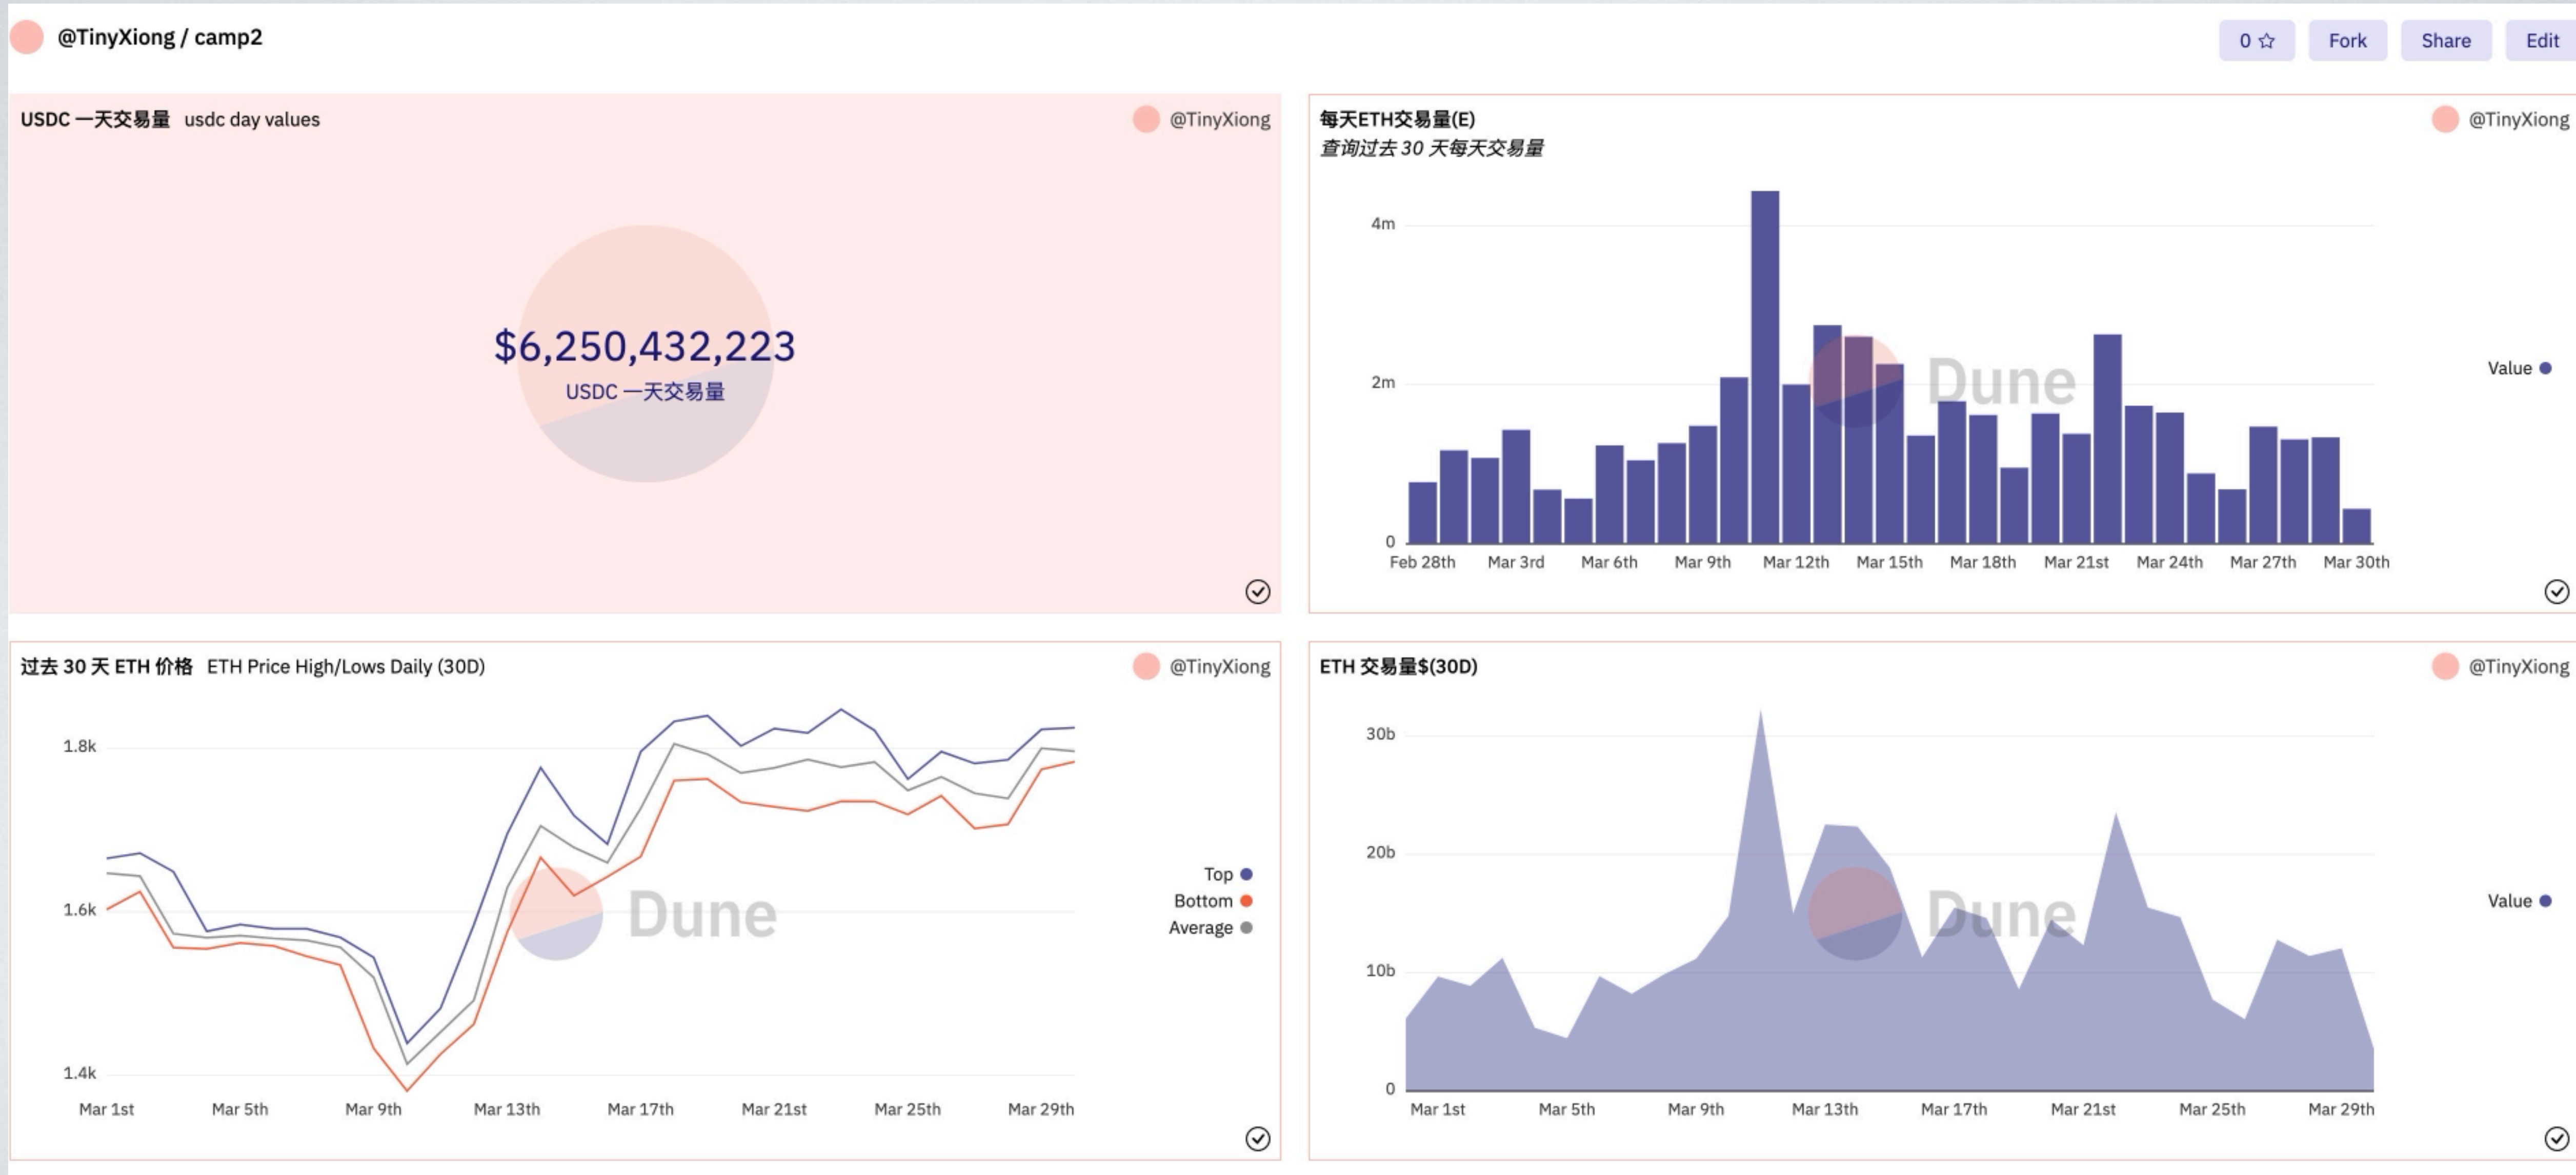 @TinyXiong / camp2
0 Fork Share Edit
USDC 一天交易量 usdc day values
@TinyXiong
$6,250,432,223
USDC 一天交易量
每天ETH交易量(E)
@TinyXiong
查询过去 30 天每天交易量
4m
2m
0
Dune
Value
Feb 28th Mar 3rd Mar 6th Mar 9th Mar 12th Mar 15th Mar 18th Mar 21st Mar 24th Mar 27th Mar 30th
过去 30 天 ETH 价格 ETH Price High/Lows Daily (30D)
@TinyXiong
1.8k
1.6k
1.4k
Dune
Top
Bottom
Average
Mar 1st Mar 5th Mar 9th Mar 13th Mar 17th Mar 21st Mar 25th Mar 29th
ETH 交易量$(30D)
@TinyXiong
30b
20b
10b
0
Dune
Value
Mar 1st Mar 5th Mar 9th Mar 13th Mar 17th Mar 21st Mar 25th Mar 29th